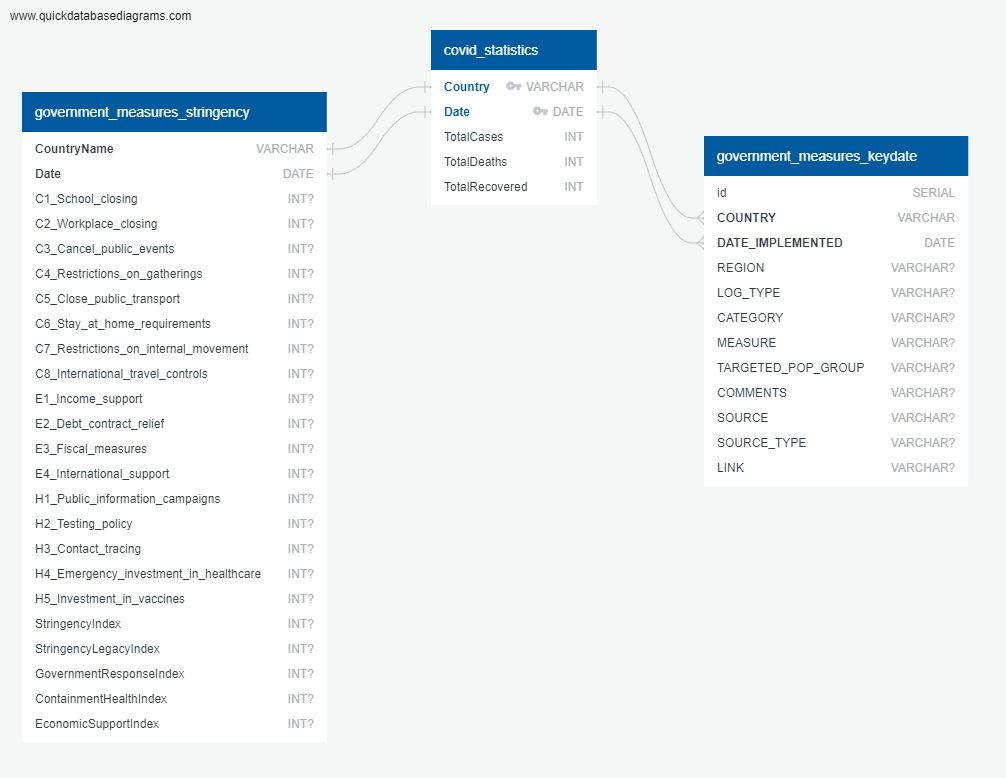 www.quickdatabasediagrams.com
covid_statistics
Country VARCHAR
Date DATE
TotalCases INT
TotalDeaths INT
TotalRecovered INT
government_measures_stringency
CountryName VARCHAR
Date DATE
C1_School_closing INT?
C2_Workplace_closing INT?
C3_Cancel_public_events INT?
C4_Restrictions_on_gatherings INT?
C5_Close_public_transport INT?
C6_Stay_at_home_requirements INT?
C7_Restrictions_on_internal_movement INT?
C8_International_travel_controls INT?
E1_Income_support INT?
E2_Debt_contract_relief INT?
E3_Fiscal_measures INT?
E4_International_support INT?
H1_Public_information_campaigns INT?
H2_Testing_policy INT?
H3_Contact_tracing INT?
H4_Emergency_investment_in_healthcare INT?
H5_Investment_in_vaccines INT?
StringencyIndex INT?
StringencyLegacyIndex INT?
GovernmentResponseIndex INT?
ContainmentHealthIndex INT?
EconomicSupportIndex INT?
government_measures_keydate
id SERIAL
COUNTRY VARCHAR
DATE_IMPLEMENTED DATE
REGION VARCHAR?
LOG_TYPE VARCHAR?
CATEGORY VARCHAR?
MEASURE VARCHAR?
TARGETED_POP_GROUP VARCHAR?
COMMENTS VARCHAR?
SOURCE VARCHAR?
SOURCE_TYPE VARCHAR?
LINK VARCHAR?